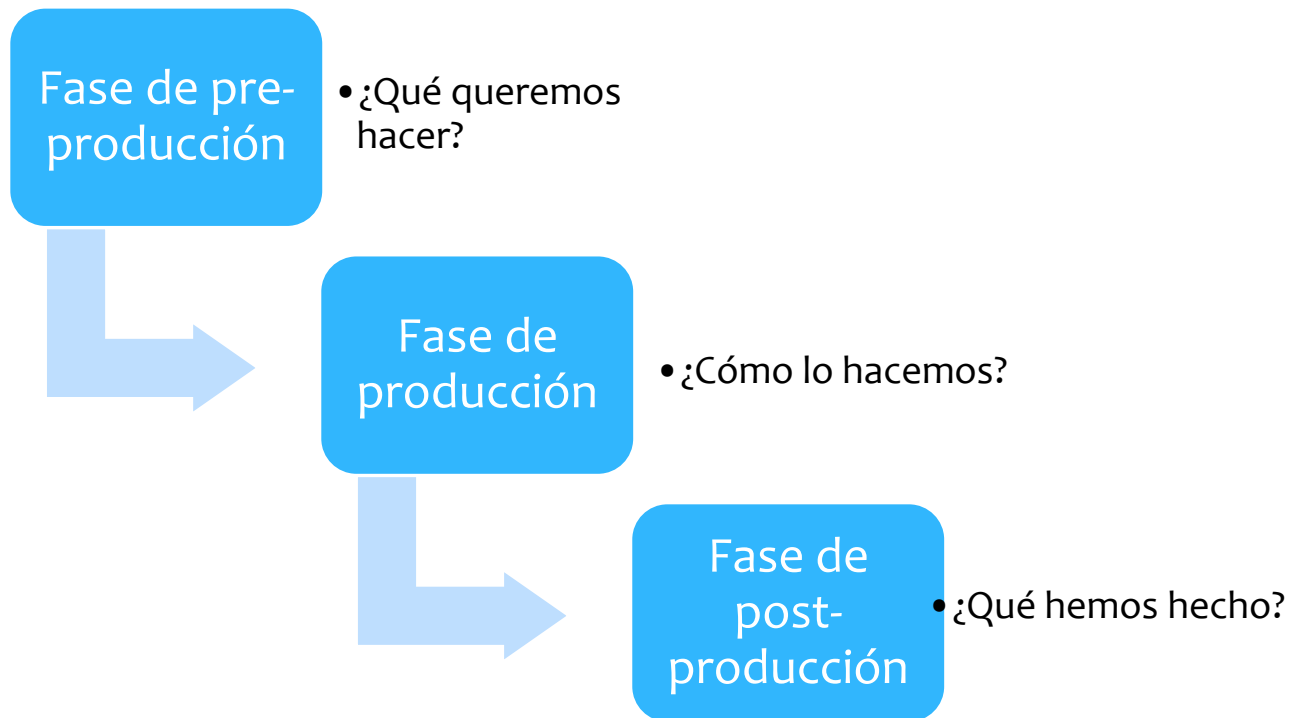 Fase de pre-
producción
•¿Qué queremos
hacer?
Fase de
producción
•¿Cómo lo hacemos?
Fase de
post-
producción
•¿Qué hemos hecho?